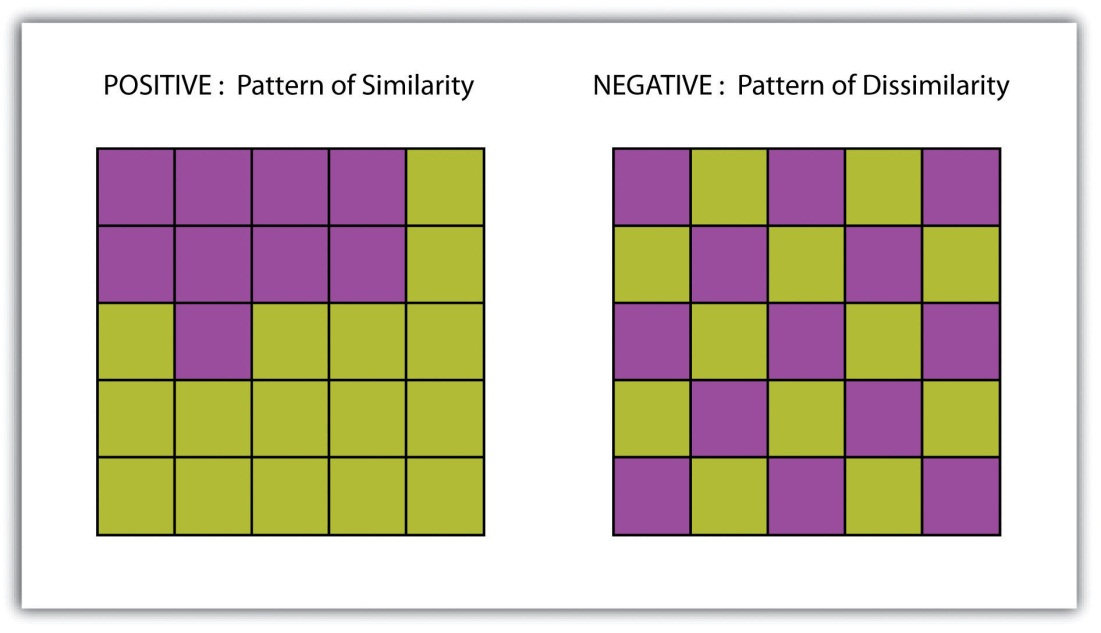 POSITIVE : Pattern of Similarity
NEGATIVE : Pattern of Dissimilarity